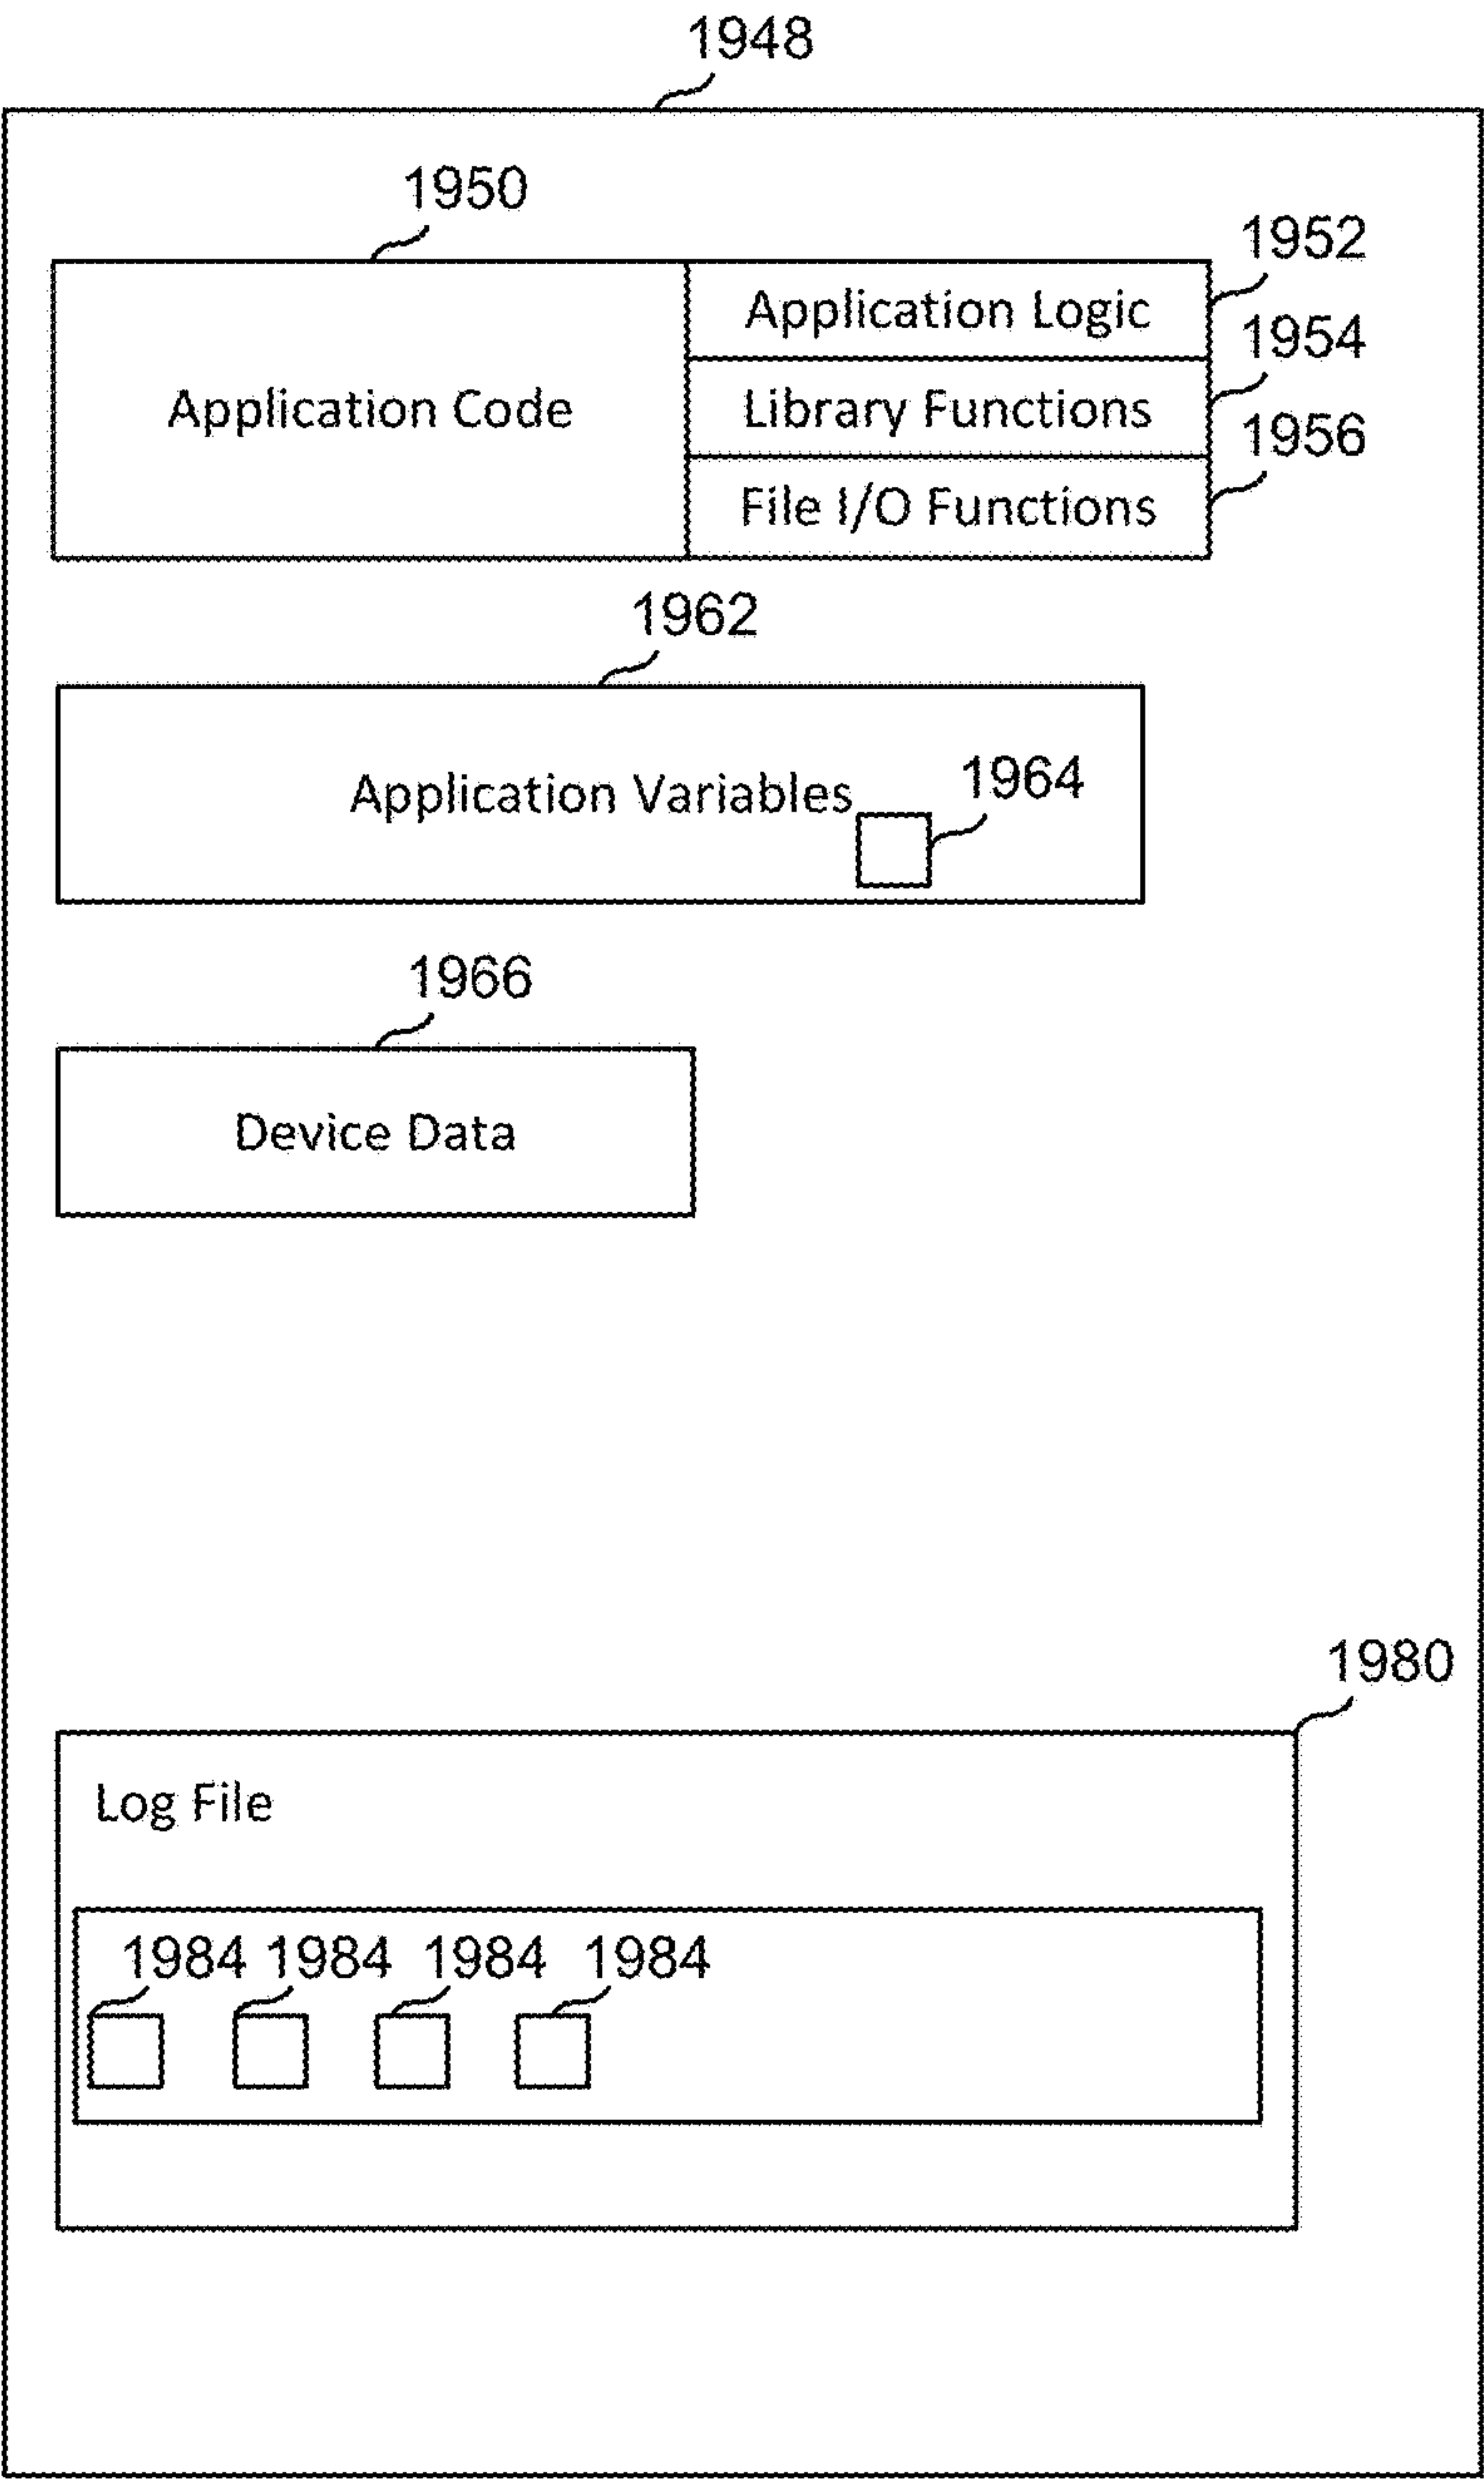 1948
1950
1952
Application Logic
1954
Application Code
Library Functions
1956
File I/O Functions
1962
Application Variables
1964
1966
Device Data
1980
Log File
1984 1984 1984 1984